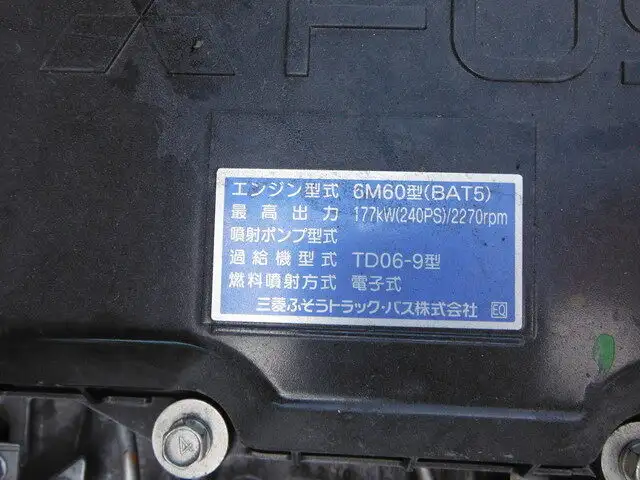 FUS
エンジン型式 6M60型(BAT5)
最高出力 177kW(240PS)/2270rpm
噴射ポンプ型式
過給機型式 TD06-9型
燃料噴射方式 電子式
三菱ふそうトラック・バス株式会社 EQ